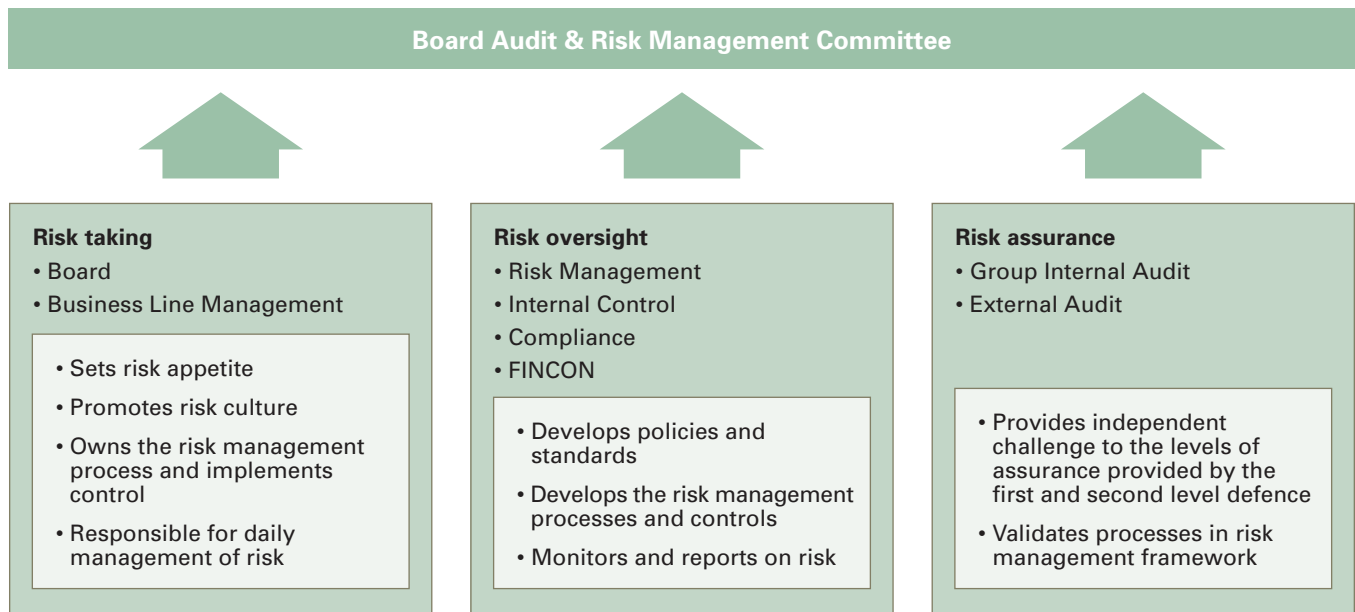 Board Audit & Risk Management Committee
Risk taking
• Board
• Business Line Management
• Sets risk appetite
• Promotes risk culture
• Owns the risk management
process and implements
control
• Responsible for daily
management of risk
Risk oversight
• Risk Management
• Internal Control
• Compliance
• FINCON
• Develops policies and
standards
• Develops the risk management
processes and controls
• Monitors and reports on risk
Risk assurance
• Group Internal Audit
• External Audit
• Provides independent
challenge to the levels of
assurance provided by the
first and second level defence
• Validates processes in risk
management framework